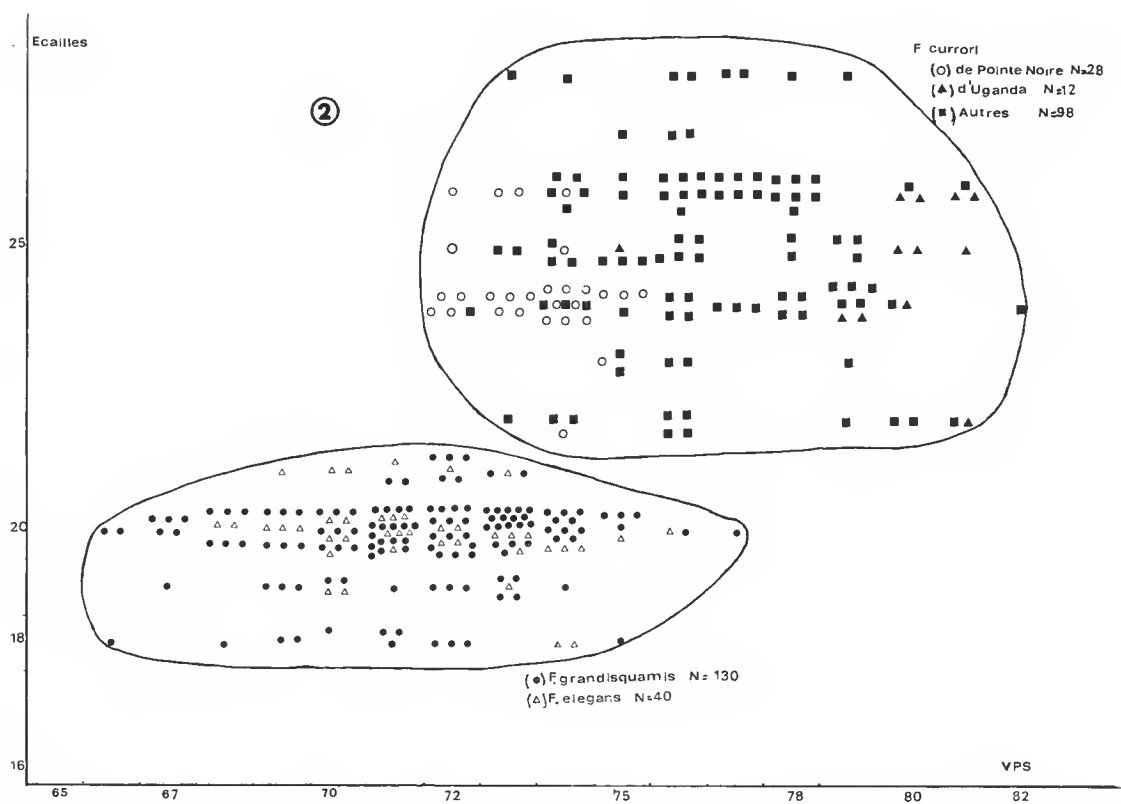 Ecailles
②
F currori
(○) de Pointe Noire N=28
(▲) d'Uganda N=12
(■) Autres N=98
25
20
18
16
(●) F. grandisquamis N= 130
(△) F. elegans N=40
VPS
65 67 70 72 75 78 80 82